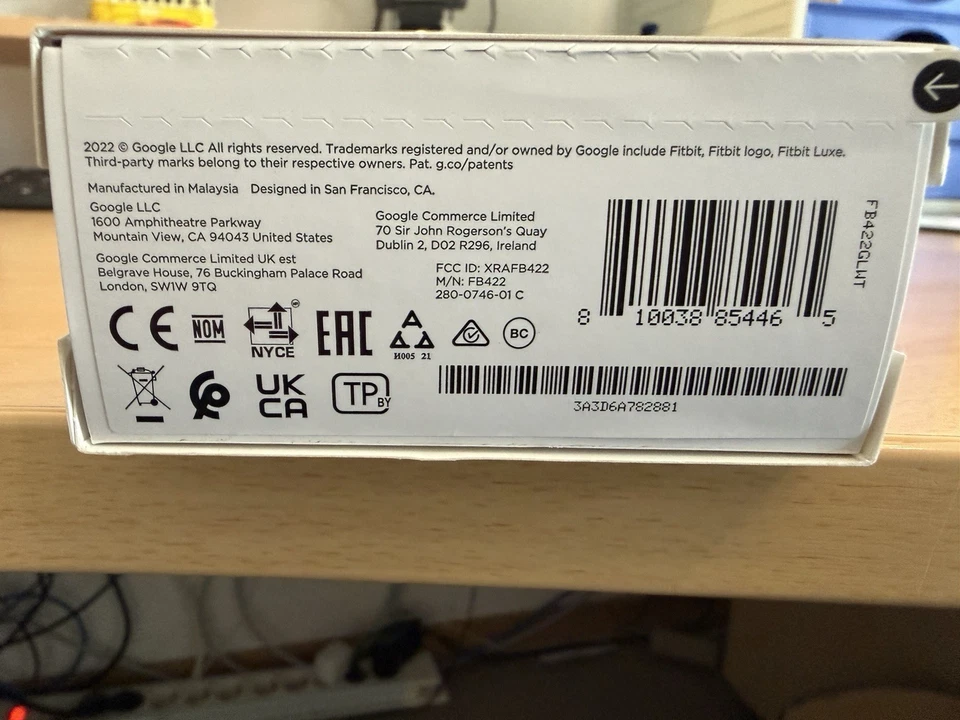 2022 © Google LLC All rights reserved. Trademarks registered and/or owned by Google include Fitbit, Fitbit logo, Fitbit Luxe.
Third-party marks belong to their respective owners. Pat. g.co/patents
Manufactured in Malaysia Designed in San Francisco, CA.
Google LLC
1600 Amphitheatre Parkway
Mountain View, CA 94043 United States
Google Commerce Limited
70 Sir John Rogerson's Quay
Dublin 2, D02 R296, Ireland
Google Commerce Limited UK est
Belgrave House, 76 Buckingham Palace Road
London, SW1W 9TQ
FCC ID: XRAFB422
M/N: FB422
280-0746-01 C
8 10038 85446 5
FB422GLWT
CE
NOM
NYCE
EAC
И005 21
BC
UK
CA
TP BY
3A3D6A782881